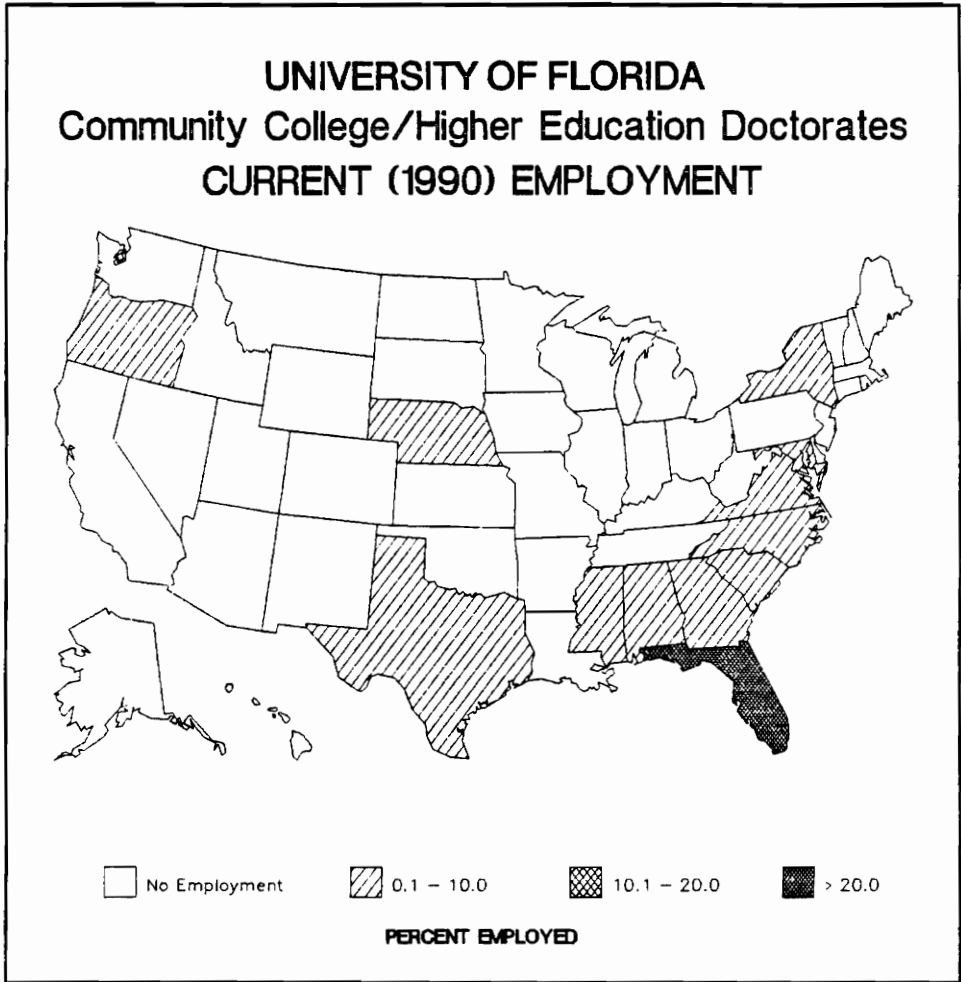 UNIVERSITY OF FLORIDA
Community College/Higher Education Doctorates
CURRENT (1990) EMPLOYMENT
No Employment
0.1 - 10.0
10.1 - 20.0
> 20.0
PERCENT EMPLOYED